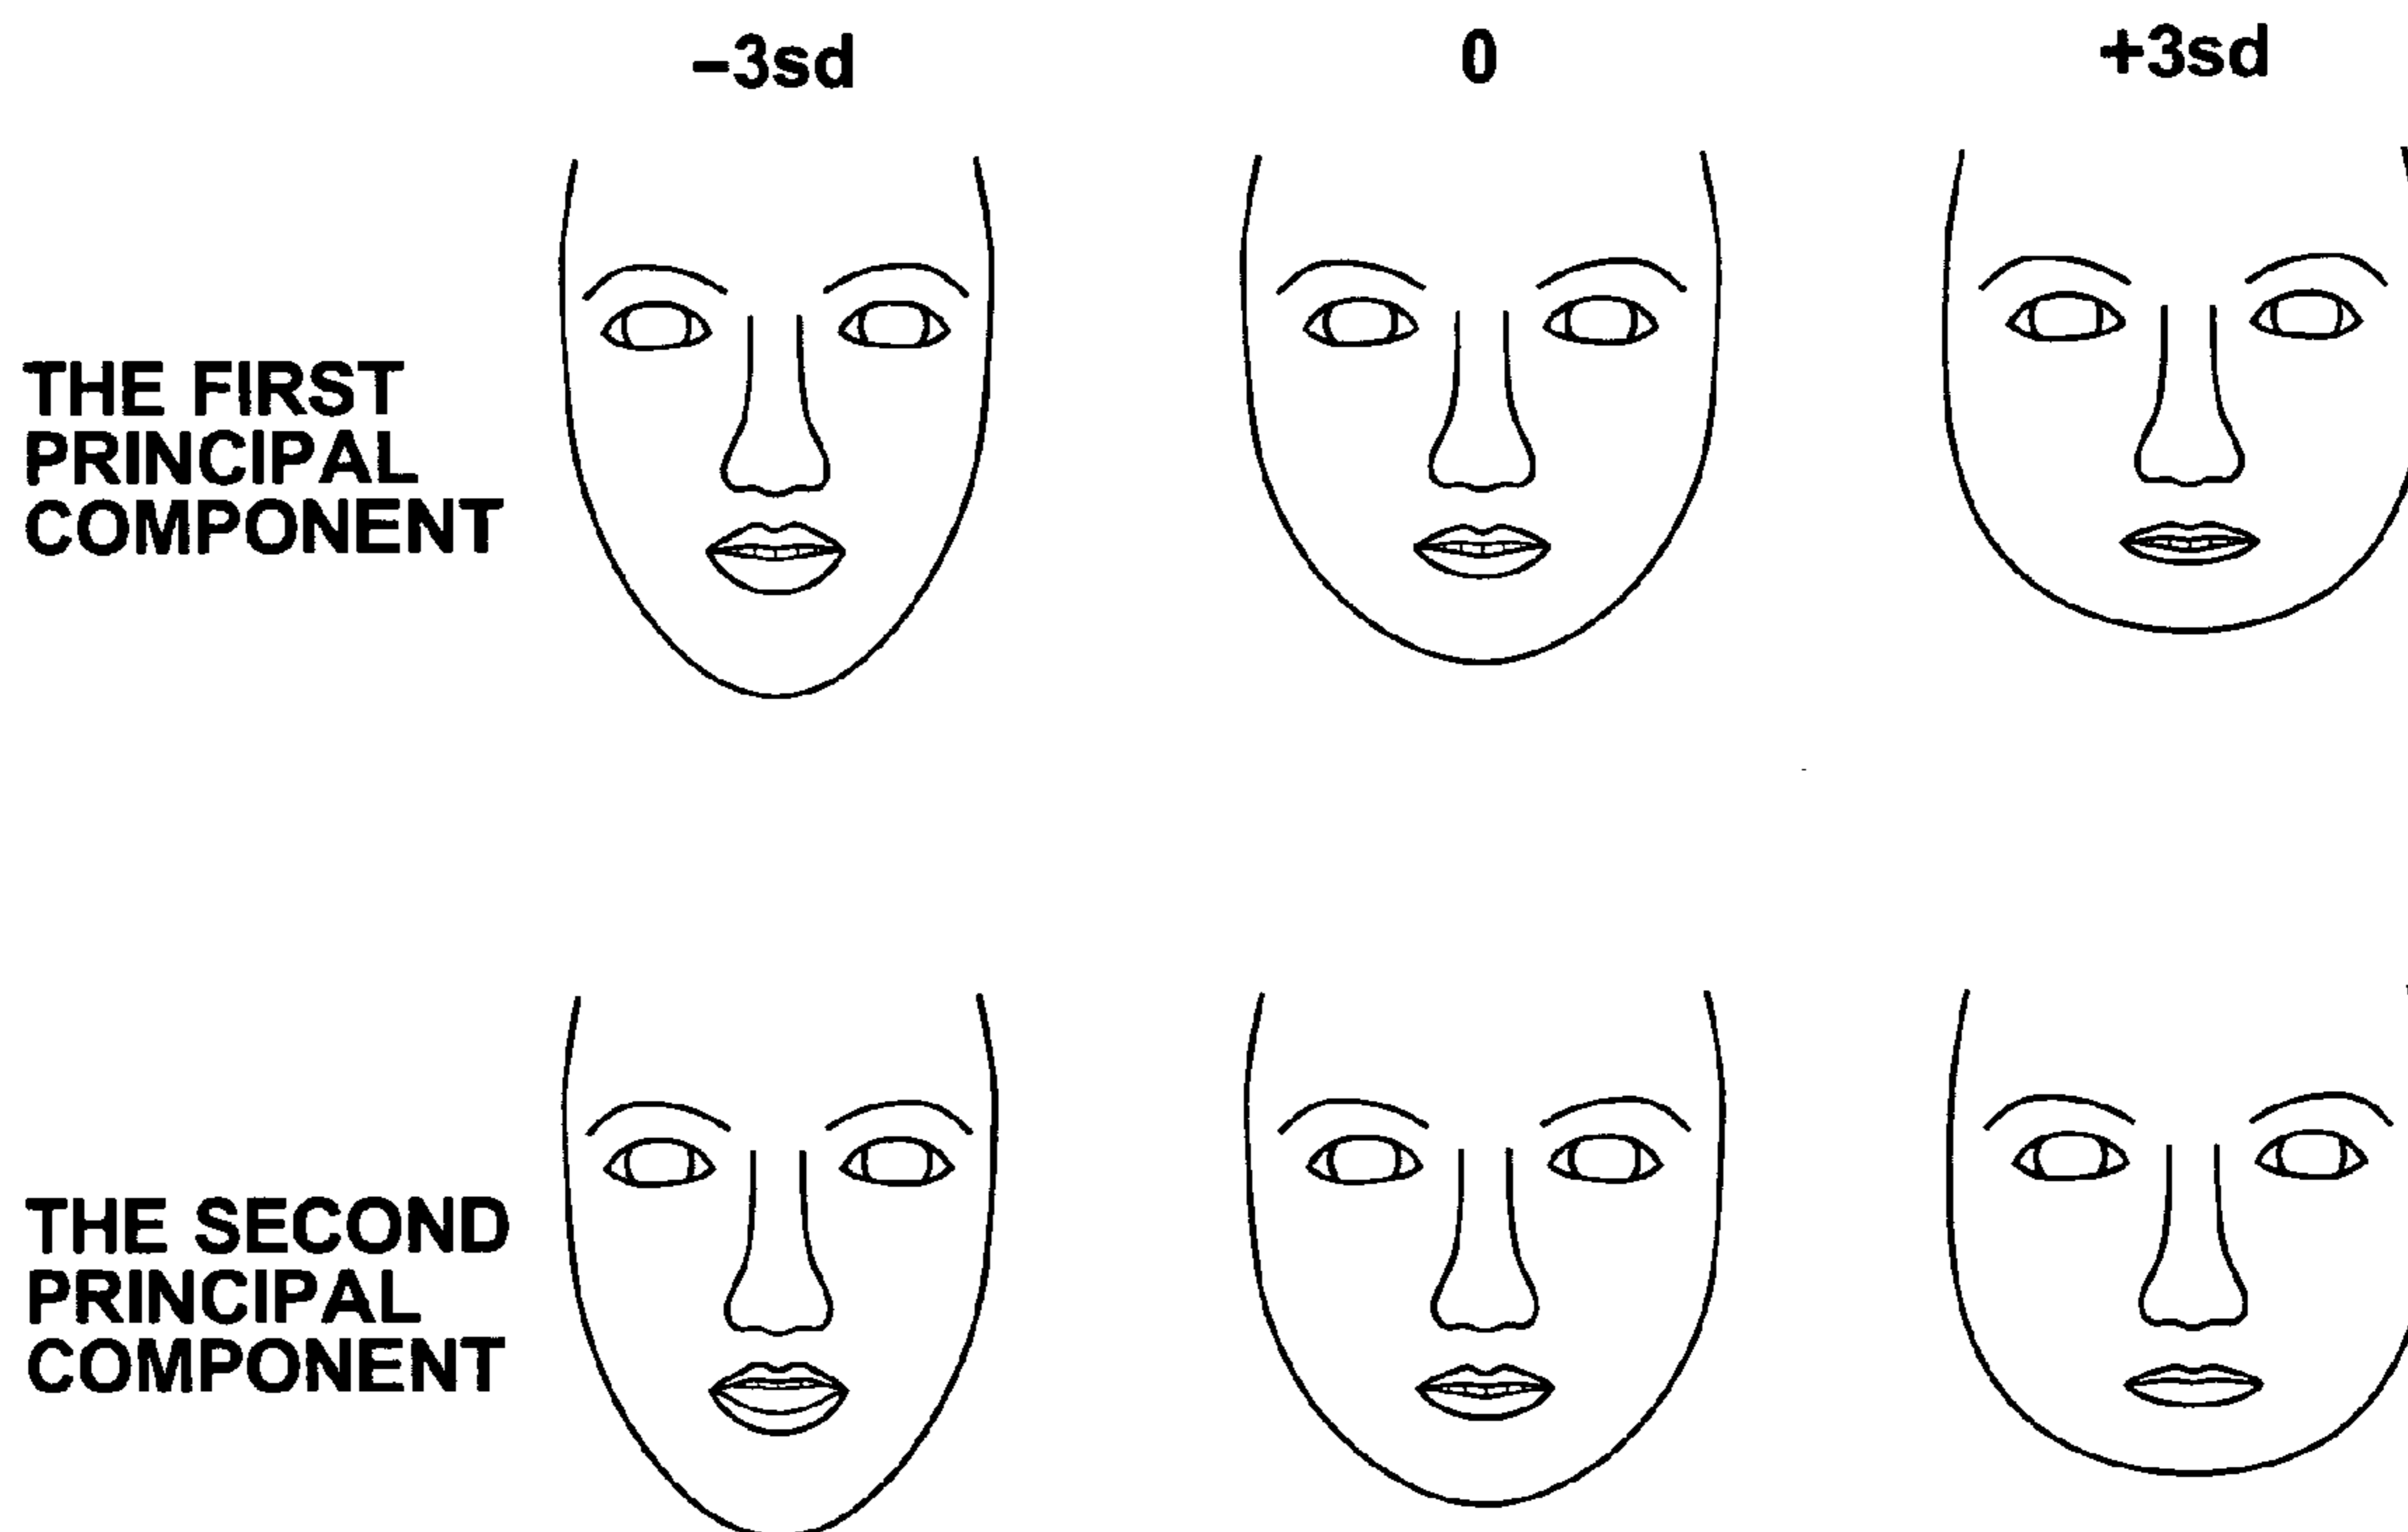 –3sd
0
+3sd
THE FIRST
PRINCIPAL
COMPONENT
THE SECOND
PRINCIPAL
COMPONENT